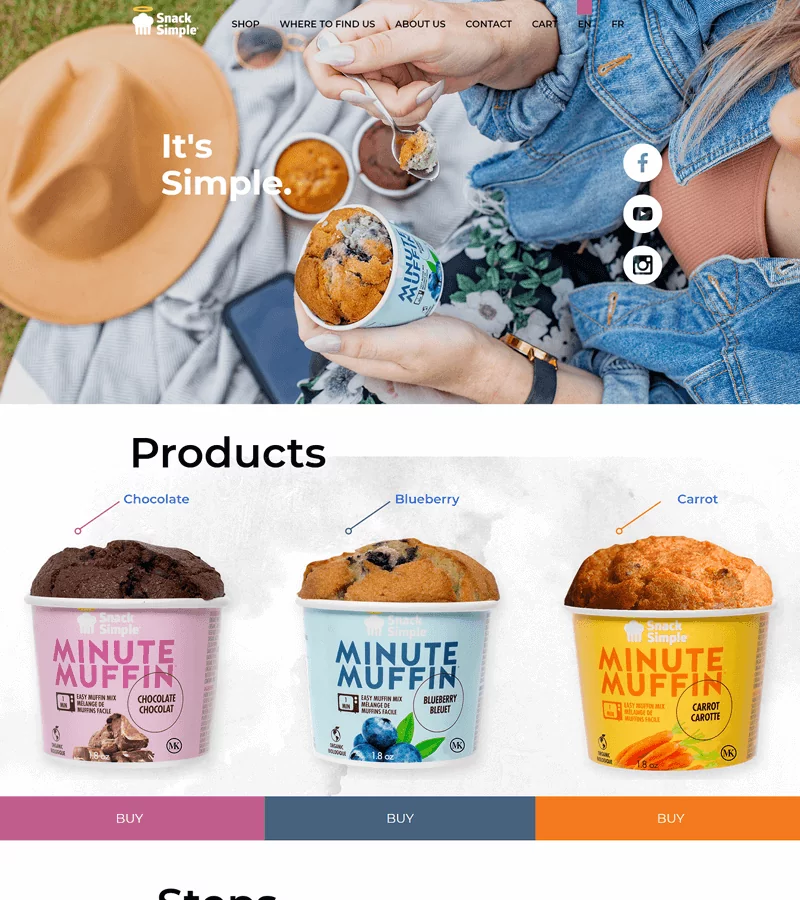 Snack
Simple
SHOP
WHERE TO FIND US
ABOUT US
CONTACT
CART
EN
FR
It's
Simple.
MINUTE
MUFFIN
Products
Chocolate
Blueberry
Carrot
Snack
Simple
MINUTE
MUFFIN
1
MIN
EASY MUFFIN MIX
MÉLANGE DE
MUFFINS FACILE
CHOCOLATE
CHOCOLAT
ORGANIC
BIOLOGIQUE
1.8 oz
MK
Snack
Simple
MINUTE
MUFFIN
1
MIN
EASY MUFFIN MIX
MÉLANGE DE
MUFFINS FACILE
BLUEBERRY
BLEUET
ORGANIC
BIOLOGIQUE
1.8 oz
MK
Snack
Simple
MINUTE
MUFFIN
1
MIN
EASY MUFFIN MIX
MÉLANGE DE
MUFFINS FACILE
CARROT
CAROTTE
ORGANIC
BIOLOGIQUE
1.8 oz
MK
BUY
BUY
BUY
Steps